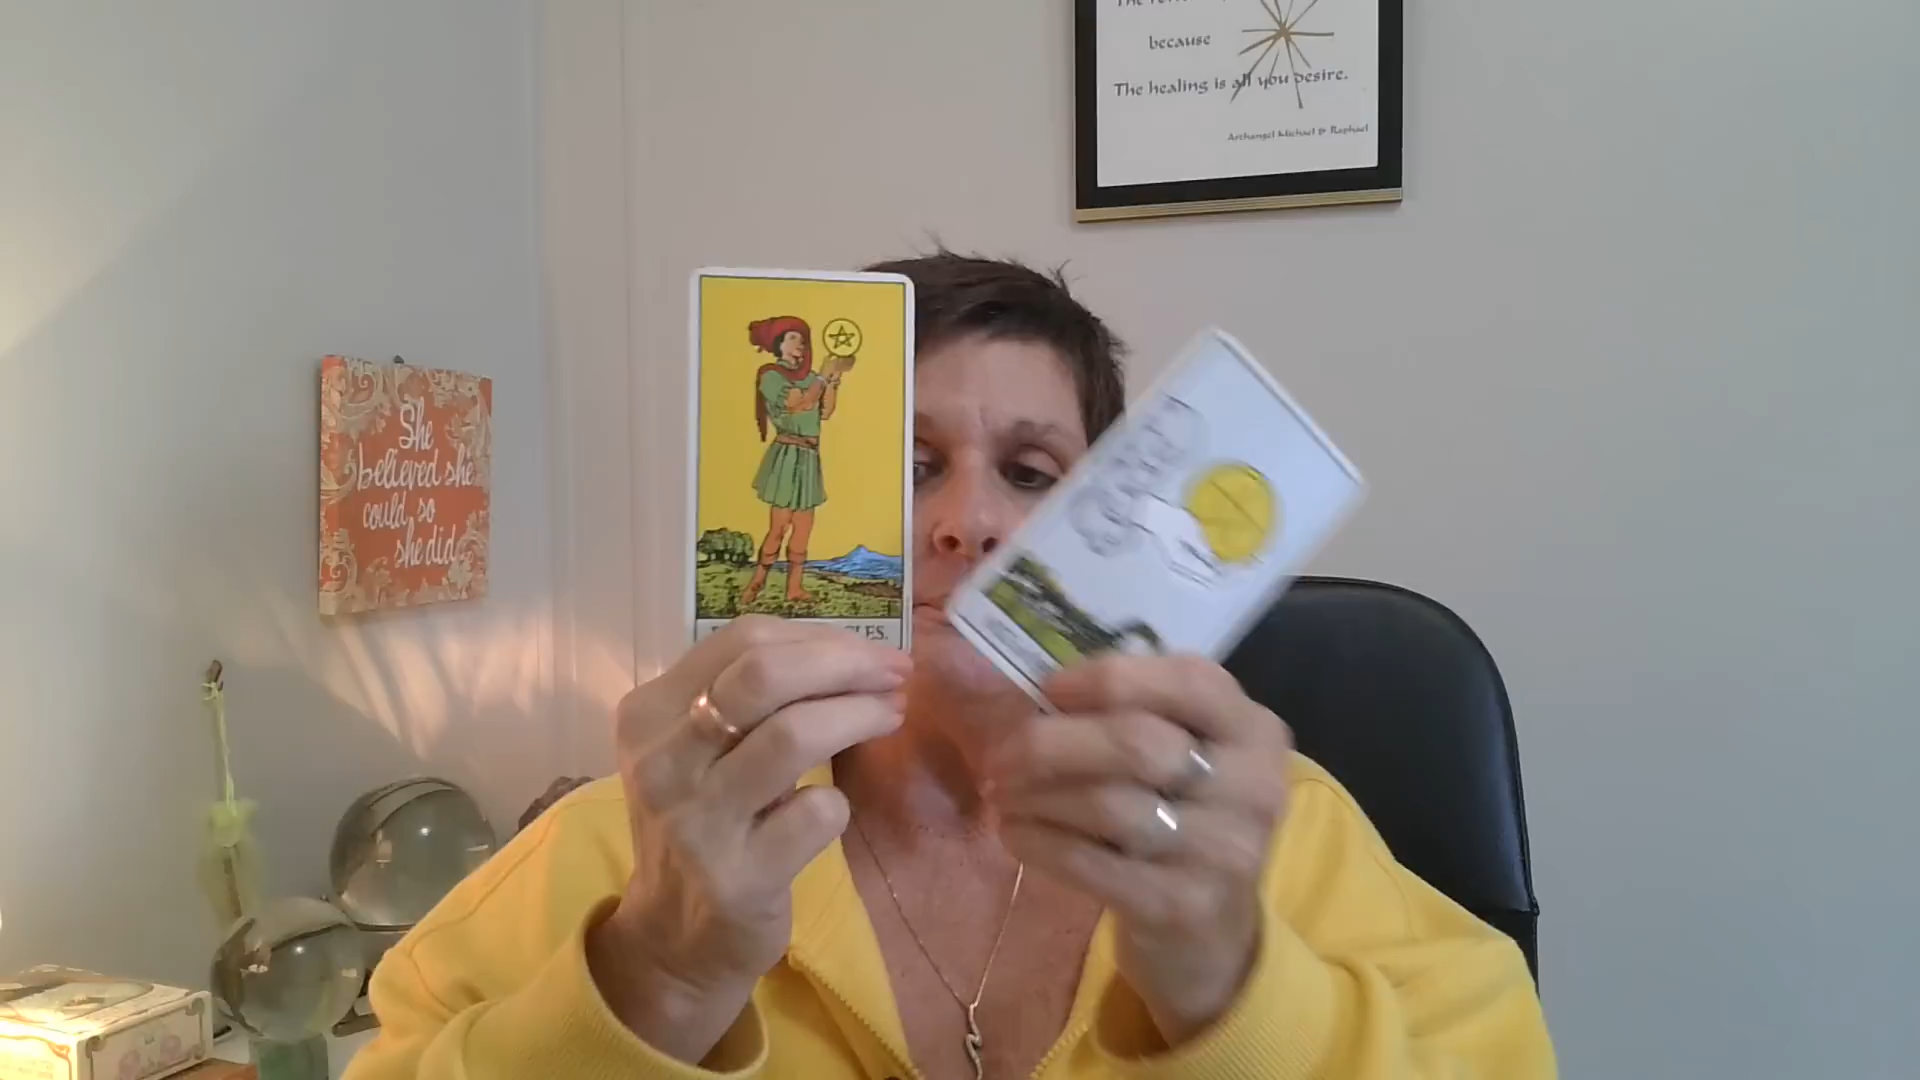 because
The healing is all you desire.
Archangel Michael & Raphael
She
believed she
could so
she did